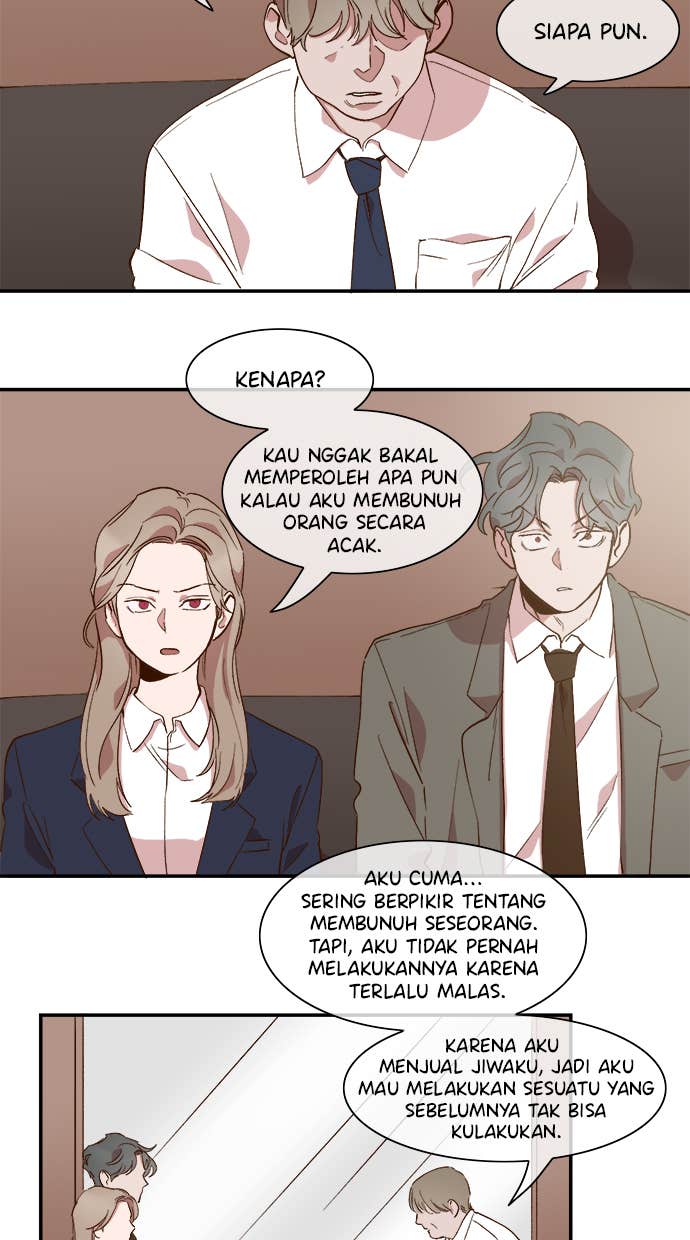 SIAPA PUN.
KENAPA?
KAU NGGAK BAKAL
MEMPEROLEH APA PUN
KALAU AKU MEMBUNUH
ORANG SECARA
ACAK.
AKU CUMA...
SERING BERPIKIR TENTANG
MEMBUNUH SESEORANG.
TAPI, AKU TIDAK PERNAH
MELAKUKANNYA KARENA
TERLALU MALAS.
KARENA AKU
MENJUAL JIWAKU, JADI AKU
MAU MELAKUKAN SESUATU YANG
SEBELUMNYA TAK BISA
KULAKUKAN.